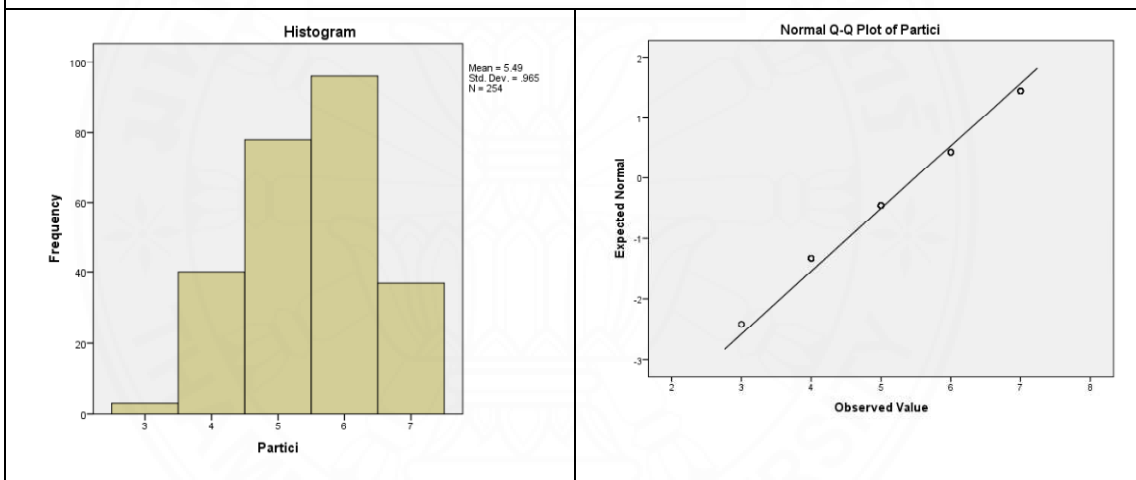 Histogram
100
80
60
40
20
0
Frequency
3 4 5 6 7
Partici
Mean = 5.49
Std. Dev. = .965
N = 254
Normal Q-Q Plot of Partici
2
1
0
-1
-2
-3
Expected Normal
2 3 4 5 6 7 8
Observed Value